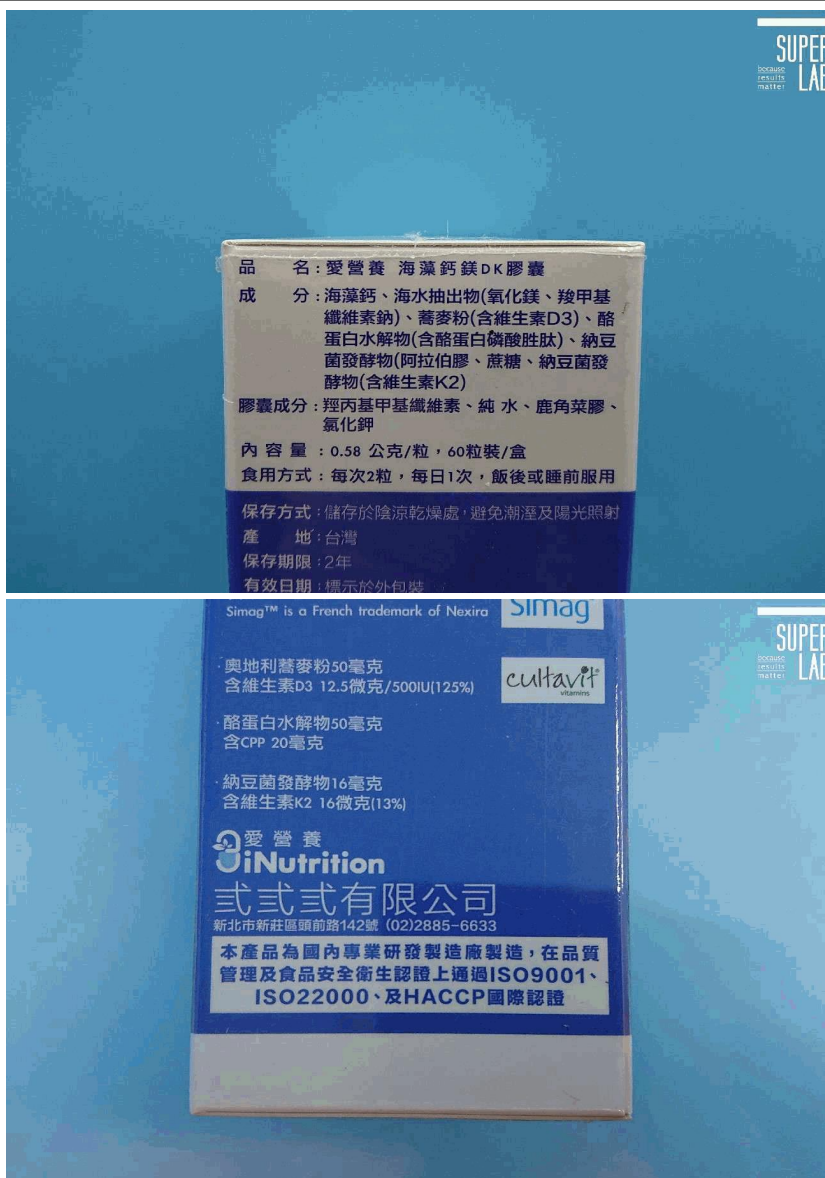 SUPER
LAB
because
results
matter
品 名:愛營養 海藻鈣鎂DK膠囊
成 分:海藻鈣、海水抽出物(氧化鎂、羧甲基
纖維素鈉)、蕎麥粉(含維生素D3)、酪
蛋白水解物(含酪蛋白磷酸胜肽)、納豆
菌發酵物(阿拉伯膠、蔗糖、納豆菌發
酵物(含維生素K2)
膠囊成分:羥丙基甲基纖維素、純 水、鹿角菜膠、
氯化鉀
內 容 量 : 0.58 公克/粒,60粒裝/盒
食用方式:每次2粒,每日1次,飯後或睡前服用
保存方式:儲存於陰涼乾燥處,避免潮溼及陽光照射
產 地:台灣
保存期限:2年
有效日期:標示於外包裝
Simag™ is a French trademark of Nexira
Simag
SUPER
LAB
because
results
matter
·奧地利蕎麥粉50毫克
含維生素D3 12.5微克/500IU(125%)
cultavit
vitamins
·酪蛋白水解物50毫克
含CPP 20毫克
·納豆菌發酵物16毫克
含維生素K2 16微克(13%)
愛營養
iNutrition
弍弍弍有限公司
新北市新莊區頭前路142號 (02)2885-6633
本產品為國內專業研發製造廠製造,在品質
管理及食品安全衛生認證上通過ISO9001、
ISO22000、及HACCP國際認證